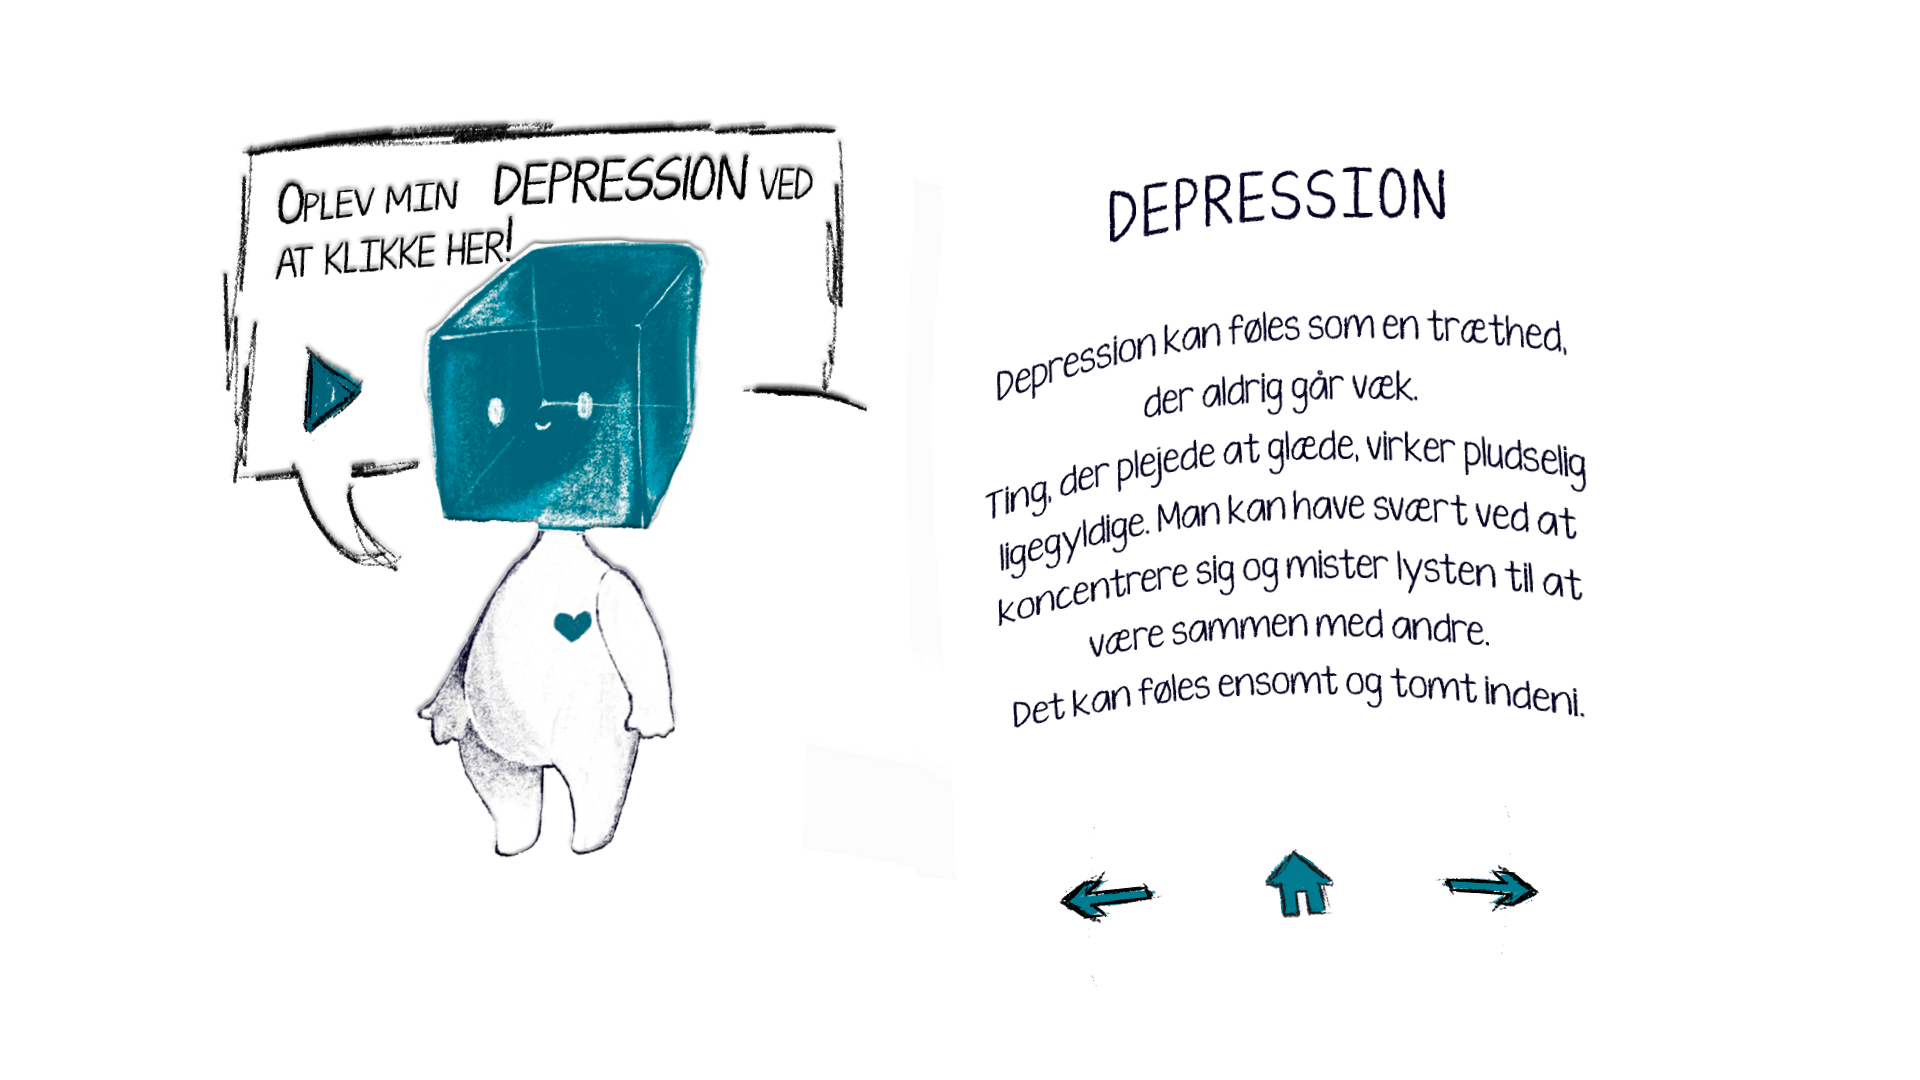 OPLEV MIN DEPRESSION VED
AT KLIKKE HER!
DEPRESSION
Depression kan føles som en træthed,
der aldrig går væk.
Ting, der plejede at glæde, virker pludselig
ligegyldige. Man kan have svært ved at
koncentrere sig og mister lysten til at
være sammen med andre.
Det kan føles ensomt og tomt indeni.